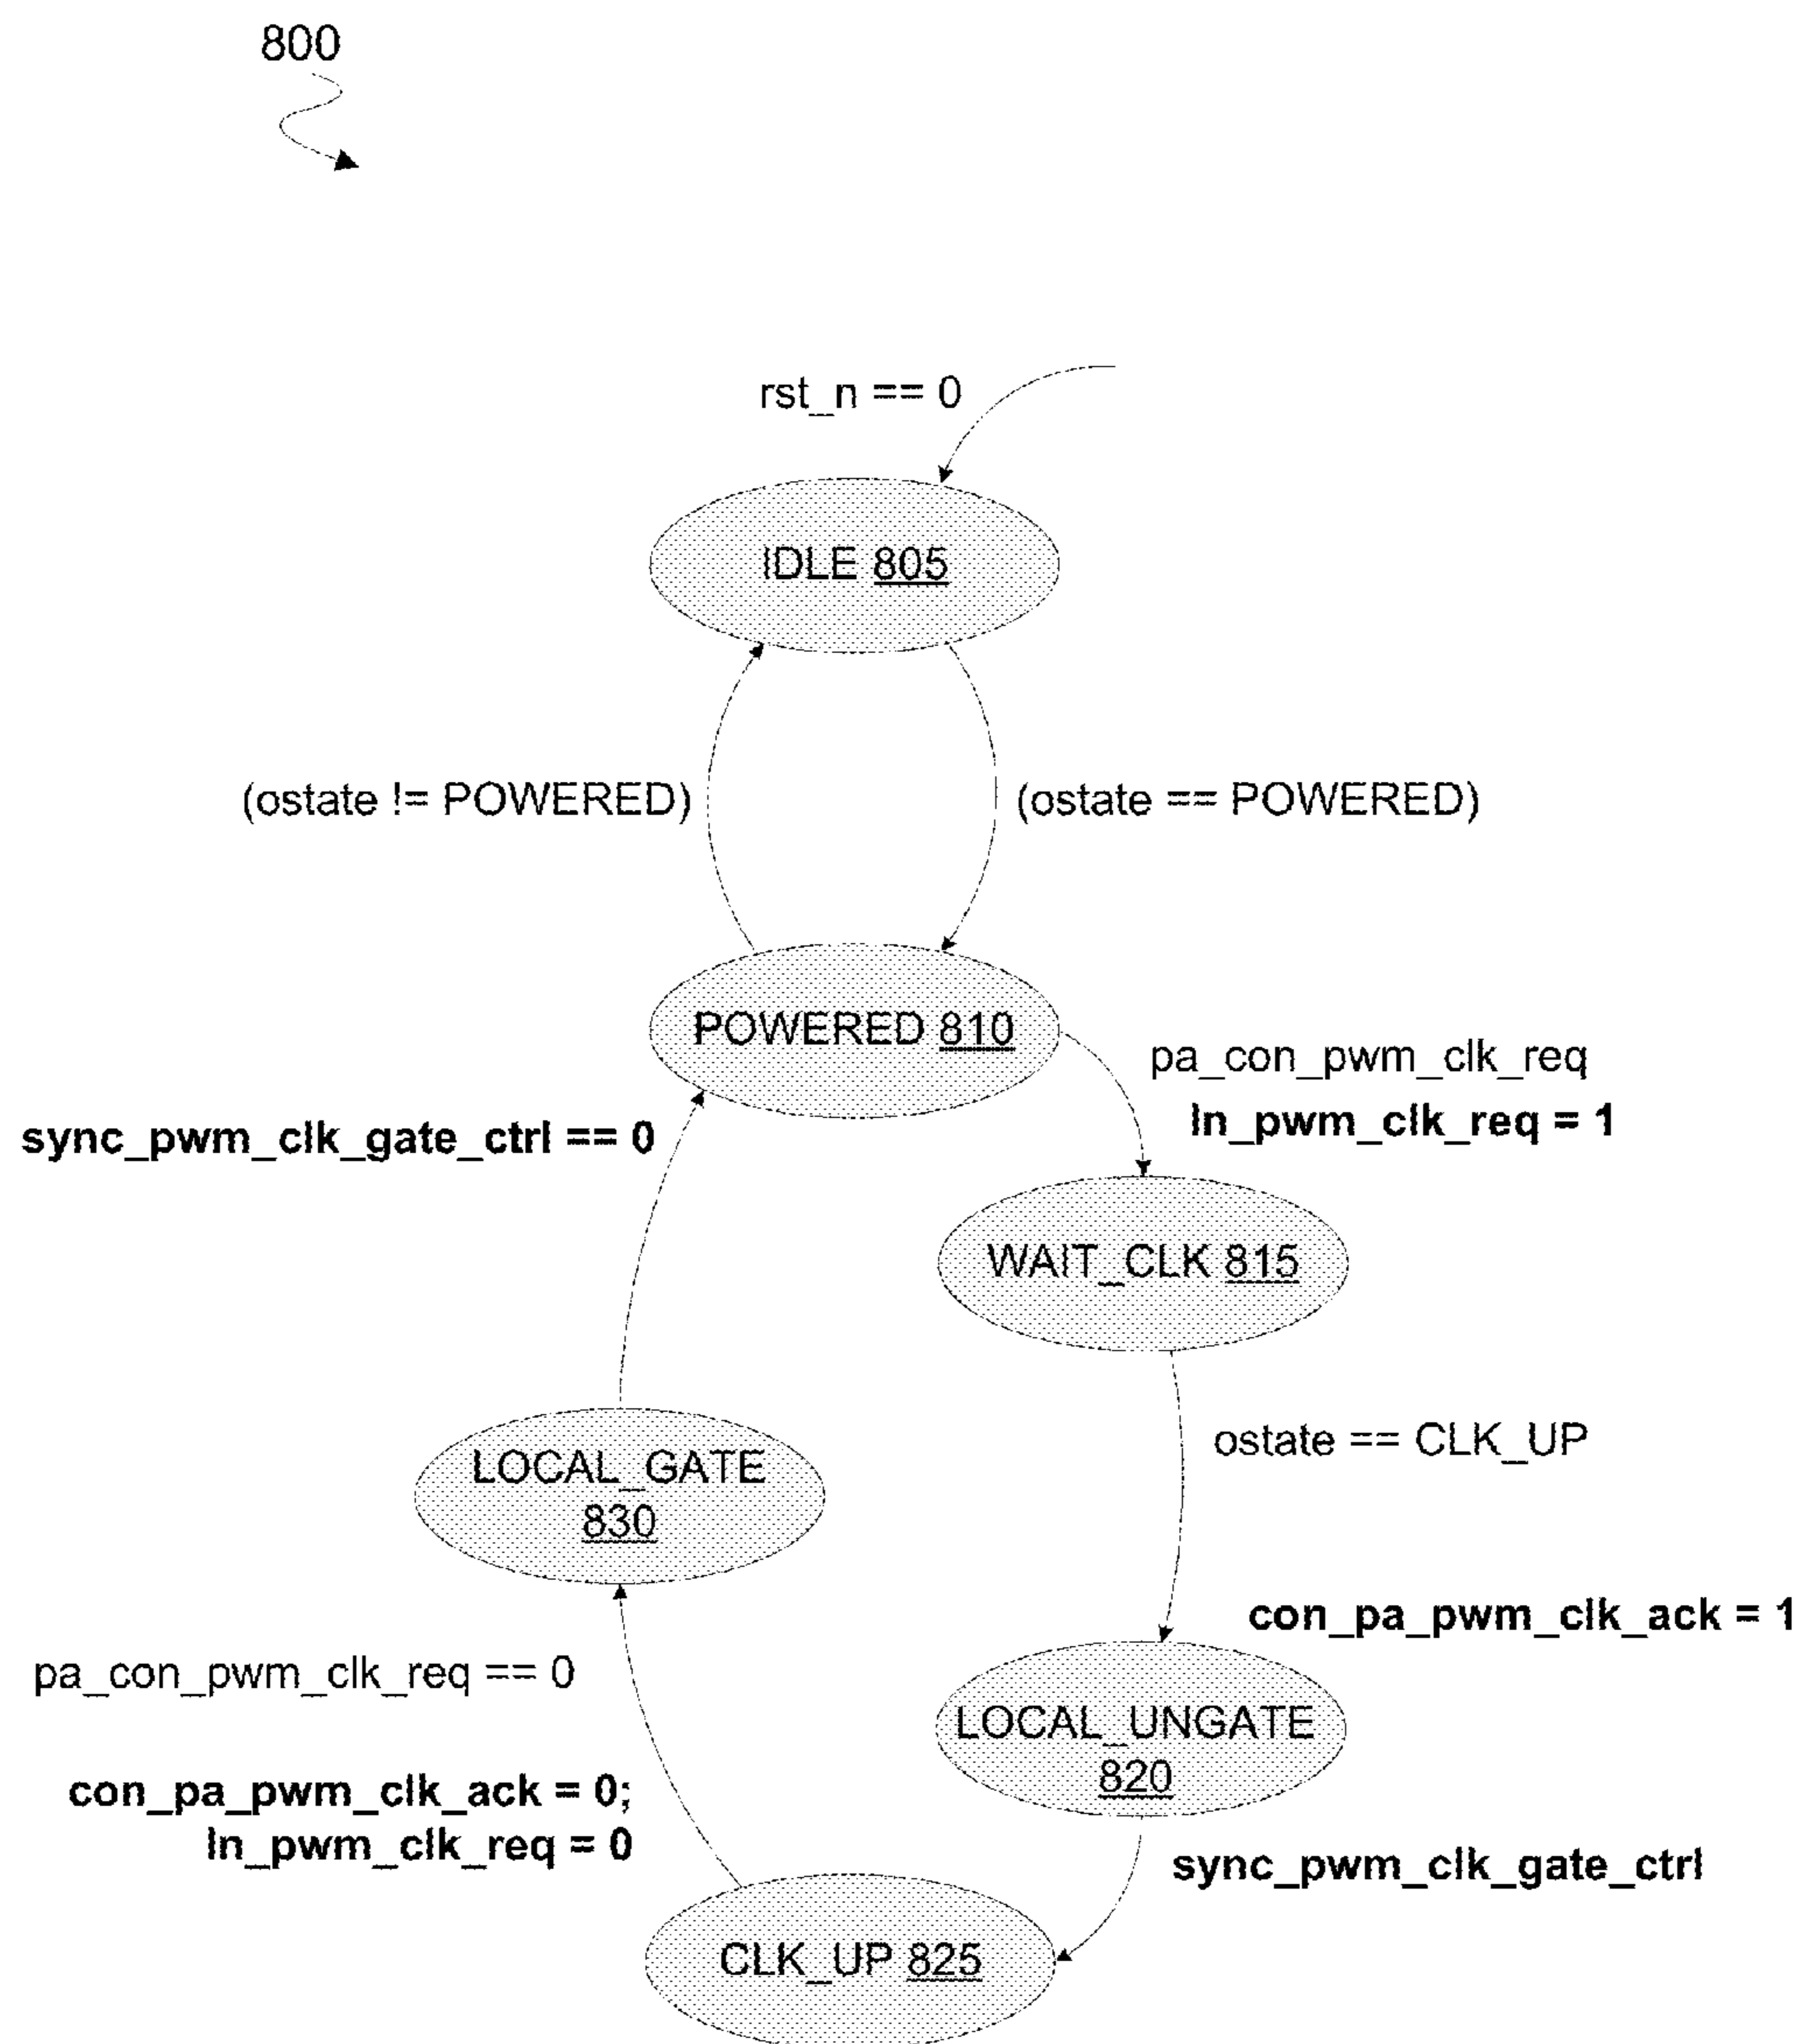 800
rst_n == 0
IDLE 805
(ostate != POWERED)
(ostate == POWERED)
POWERED 810
pa_con_pwm_clk_req
ln_pwm_clk_req = 1
sync_pwm_clk_gate_ctrl == 0
WAIT_CLK 815
ostate == CLK_UP
LOCAL_GATE
830
con_pa_pwm_clk_ack = 1
pa_con_pwm_clk_req == 0
LOCAL_UNGATE
820
con_pa_pwm_clk_ack = 0;
ln_pwm_clk_req = 0
sync_pwm_clk_gate_ctrl
CLK_UP 825